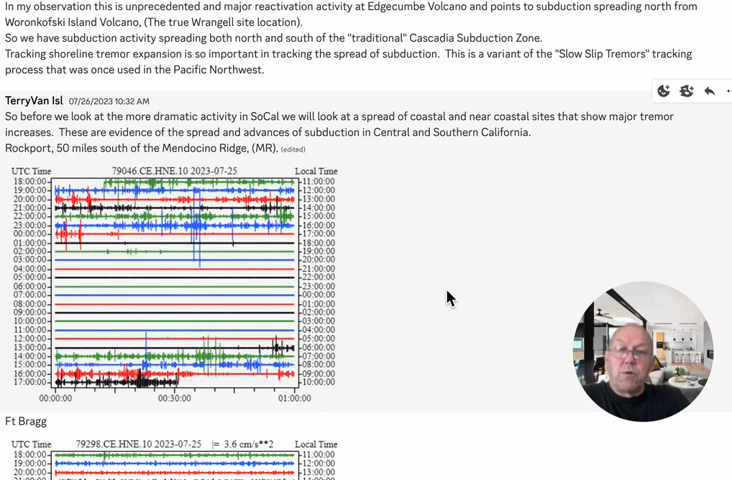 In my observation this is unprecedented and major reactivation activity at Edgecumbe Volcano and points to subduction spreading north from
Woronkofski Island Volcano, (The true Wrangell site location).
So we have subduction activity spreading both north and south of the "traditional" Cascadia Subduction Zone.
Tracking shoreline tremor expansion is so important in tracking the spread of subduction.  This is a variant of the "Slow Slip Tremors" tracking
process that was once used in the Pacific Northwest.
TerryVan Isl 07/26/2023 10:32 AM
So before we look at the more dramatic activity in SoCal we will look at a spread of coastal and near coastal sites that show major tremor
increases.  These are evidence of the spread and advances of subduction in Central and Southern California.
Rockport, 50 miles south of the Mendocino Ridge, (MR). (edited)
UTC Time 79046.CE.HNE.10 2023-07-25 Local Time
18:00:00 11:00:00
19:00:00 12:00:00
20:00:00 13:00:00
21:00:00 14:00:00
22:00:00 15:00:00
23:00:00 16:00:00
00:00:00 17:00:00
01:00:00 18:00:00
02:00:00 19:00:00
03:00:00 20:00:00
04:00:00 21:00:00
05:00:00 22:00:00
06:00:00 23:00:00
07:00:00 00:00:00
08:00:00 01:00:00
09:00:00 02:00:00
10:00:00 03:00:00
11:00:00 04:00:00
12:00:00 05:00:00
13:00:00 06:00:00
14:00:00 07:00:00
15:00:00 08:00:00
16:00:00 09:00:00
17:00:00 10:00:00
00:00:00 00:30:00 01:00:00
Ft Bragg
UTC Time 79298.CE.HNE.10 2023-07-25 |= 3.6 cm/s**2 Local Time
18:00:00 11:00:00
19:00:00 12:00:00
20:00:00 13:00:00